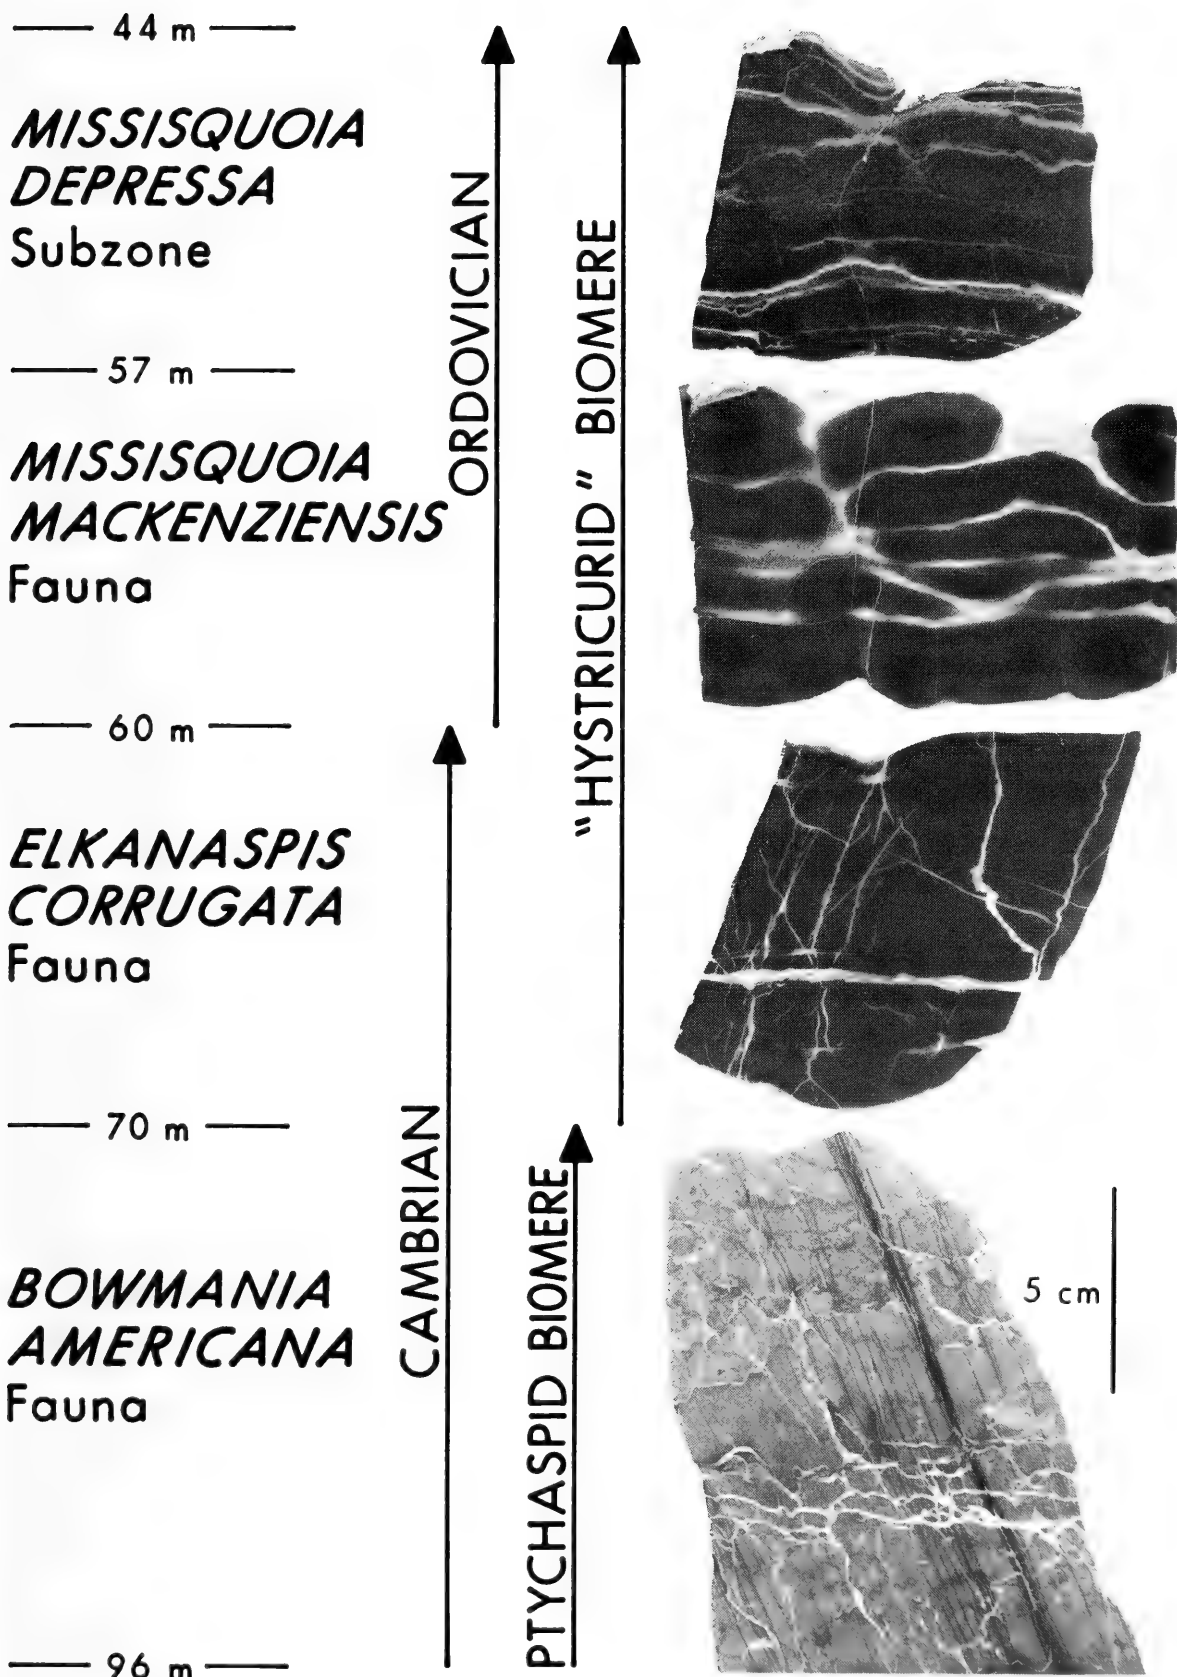 44 m
MISSISQUOIA
DEPRESSA
Subzone
57 m
MISSISQUOIA
MACKENZIENSIS
Fauna
60 m
ELKANASPIS
CORRUGATA
Fauna
70 m
BOWMANIA
AMERICANA
Fauna
96 m
ORDOVICIAN
CAMBRIAN
"HYSTRICURID" BIOMERE
PTYCHASPID BIOMERE
5 cm